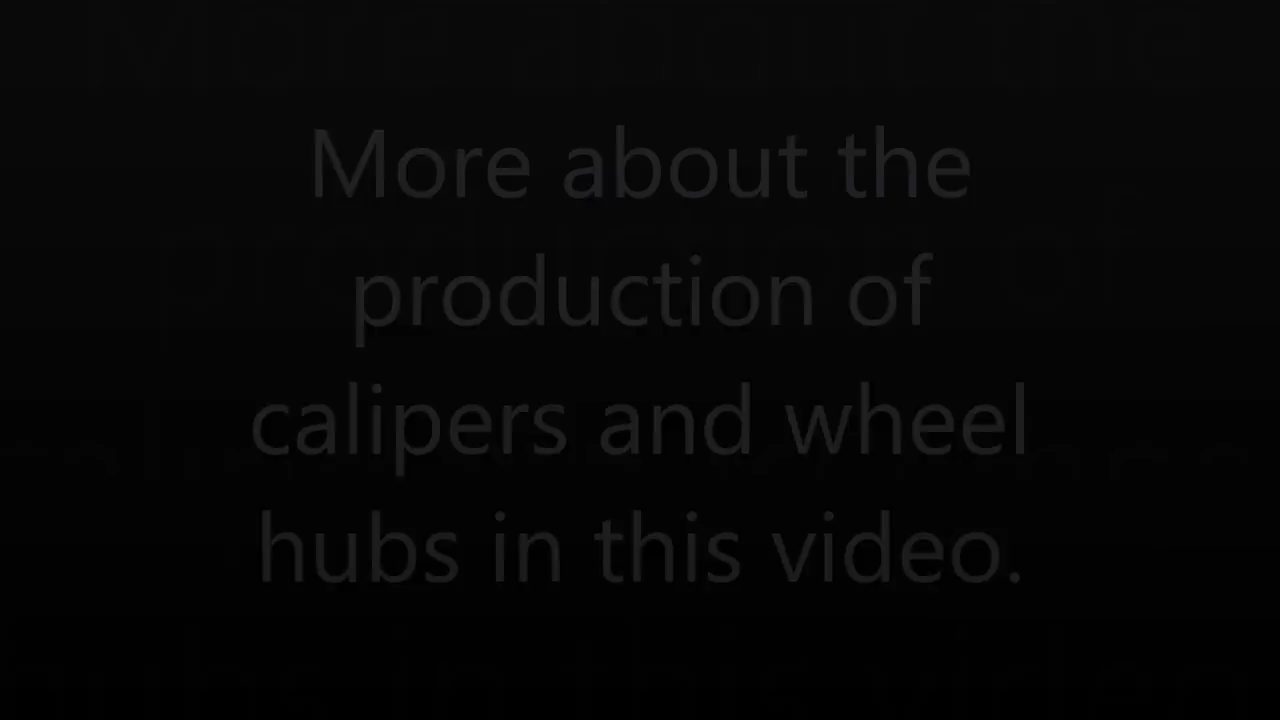 More about the
production of
calipers and wheel
hubs in this video.